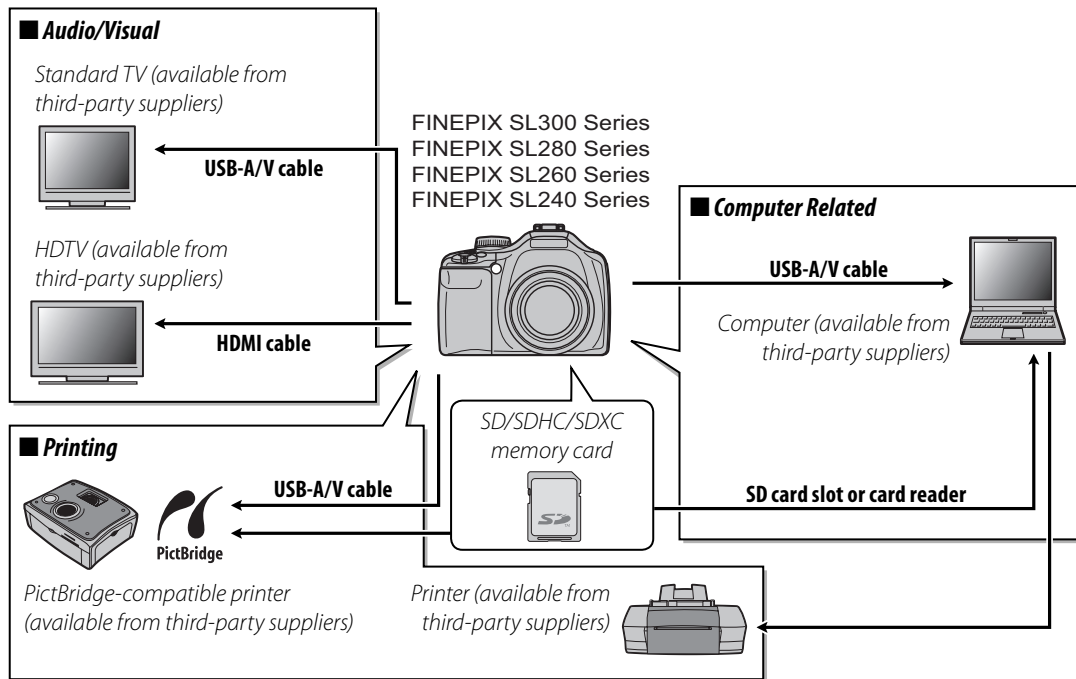 ■ Audio/Visual
Standard TV (available from
third-party suppliers)
USB-A/V cable
HDTV (available from
third-party suppliers)
HDMI cable
FINEPIX SL300 Series
FINEPIX SL280 Series
FINEPIX SL260 Series
FINEPIX SL240 Series
■ Computer Related
USB-A/V cable
Computer (available from
third-party suppliers)
SD card slot or card reader
SD/SDHC/SDXC
memory card
SD
TM
■ Printing
USB-A/V cable
PictBridge
PictBridge-compatible printer
(available from third-party suppliers)
Printer (available from
third-party suppliers)